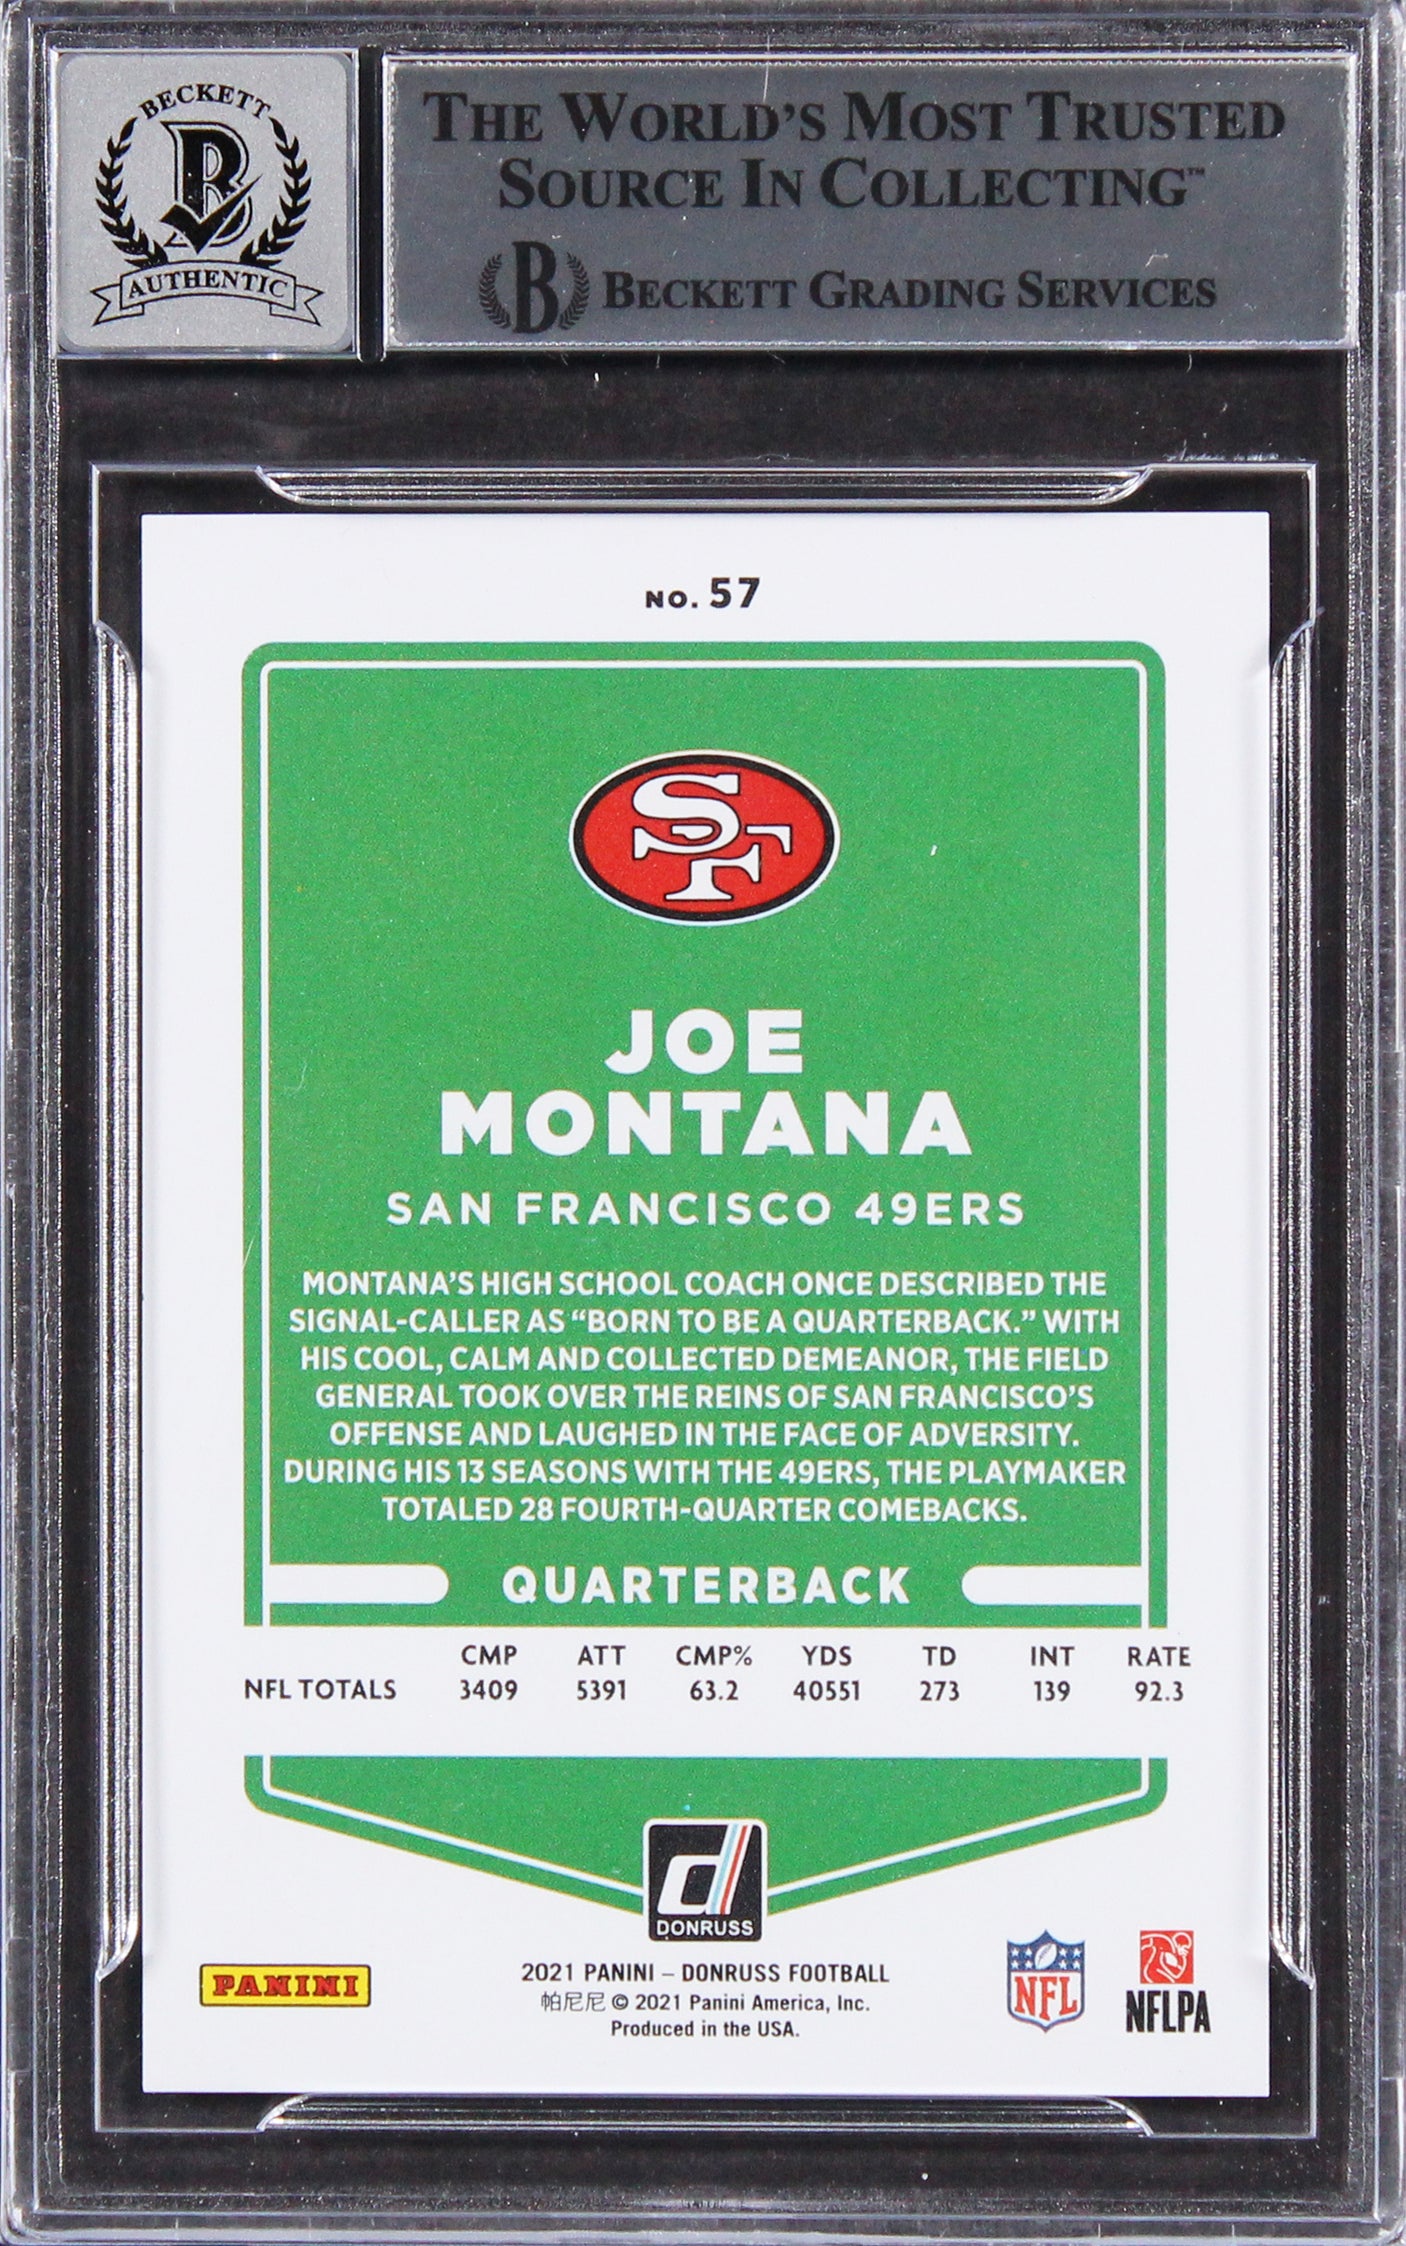 BECKETT
B
AUTHENTIC
THE WORLD'S MOST TRUSTED
SOURCE IN COLLECTING™
B BECKETT GRADING SERVICES
NO. 57
SF
JOE
MONTANA
SAN FRANCISCO 49ERS
MONTANA'S HIGH SCHOOL COACH ONCE DESCRIBED THE
SIGNAL-CALLER AS “BORN TO BE A QUARTERBACK.” WITH
HIS COOL, CALM AND COLLECTED DEMEANOR, THE FIELD
GENERAL TOOK OVER THE REINS OF SAN FRANCISCO'S
OFFENSE AND LAUGHED IN THE FACE OF ADVERSITY.
DURING HIS 13 SEASONS WITH THE 49ERS, THE PLAYMAKER
TOTALED 28 FOURTH-QUARTER COMEBACKS.
QUARTERBACK
CMP ATT CMP% YDS TD INT RATE
NFL TOTALS 3409 5391 63.2 40551 273 139 92.3
d
DONRUSS
PANINI
2021 PANINI – DONRUSS FOOTBALL
帕尼尼 © 2021 Panini America, Inc.
Produced in the USA.
NFL
NFLPA